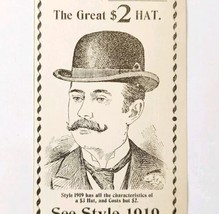 The Great $2 HAT.
Style 1919 has all the characteristics of
a $3 Hat, and Costs but $2.
See Style 1919